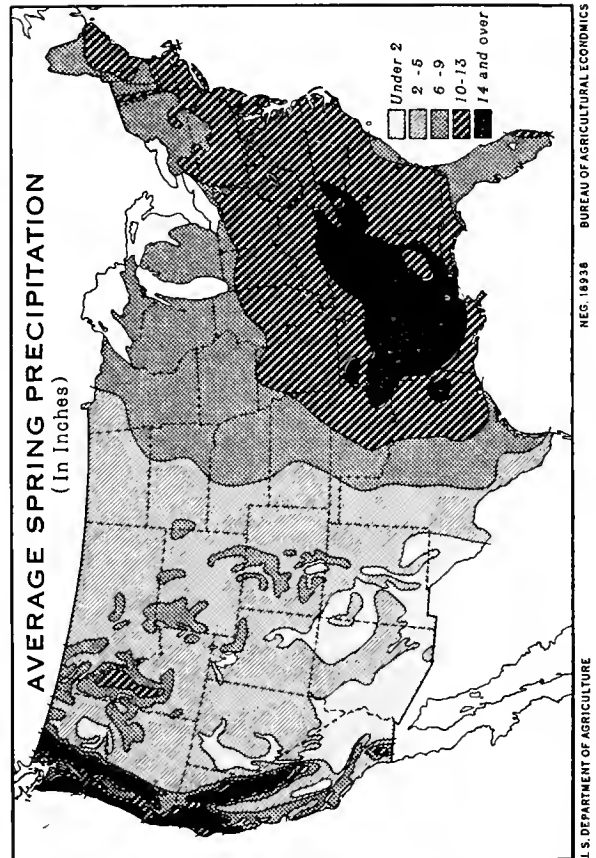 AVERAGE SPRING PRECIPITATION
(In Inches)
Under 2
2 - 5
6 - 9
10-13
14 and over
U.S. DEPARTMENT OF AGRICULTURE
NEG. 18938
BUREAU OF AGRICULTURAL ECONOMICS